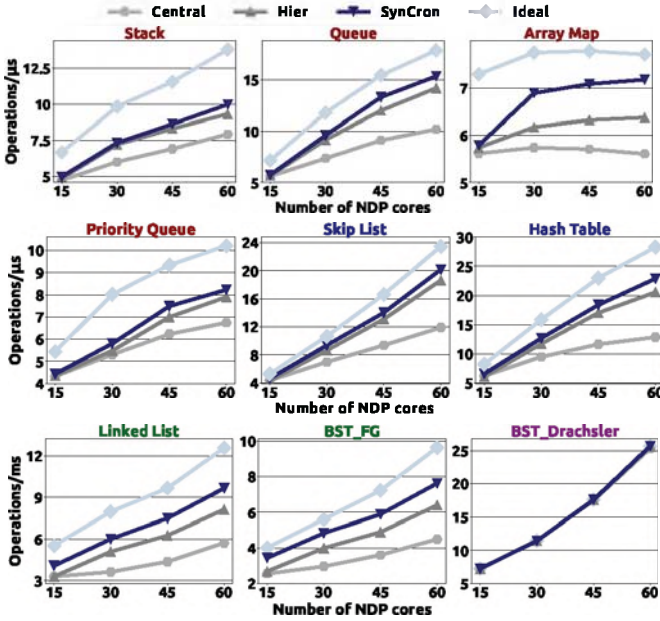 Central Hier SynCron Ideal
Stack Queue Array Map
Operations/μs
12.5
10
7.5
5
15 30 45 60
15
10
5
15 30 45 60
7
6
5
15 30 45 60
Number of NDP cores
Priority Queue Skip List Hash Table
Operations/μs
10
9
8
7
6
5
4
15 30 45 60
24
20
16
12
8
4
15 30 45 60
30
25
20
15
10
5
15 30 45 60
Number of NDP cores
Linked List BST_FG BST_Drachsler
Operations/ms
12
9
6
3
15 30 45 60
10
8
6
4
2
15 30 45 60
25
20
15
10
5
15 30 45 60
Number of NDP cores